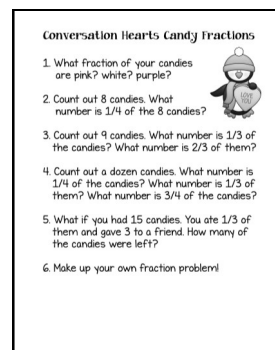 Conversation Hearts Candy Fractions
1. What fraction of your candies
are pink? white? purple?
2. Count out 8 candies. What
number is 1/4 of the 8 candies?
LOVE
YOU
3. Count out 9 candies. What number is 1/3 of
the candies? What number is 2/3 of them?
4. Count out a dozen candies. What number is
1/4 of the candies? What number is 1/3 of
them? What number is 3/4 of the candies?
5. What if you had 15 candies. You ate 1/3 of
them and gave 3 to a friend. How many of
the candies were left?
6. Make up your own fraction problem!